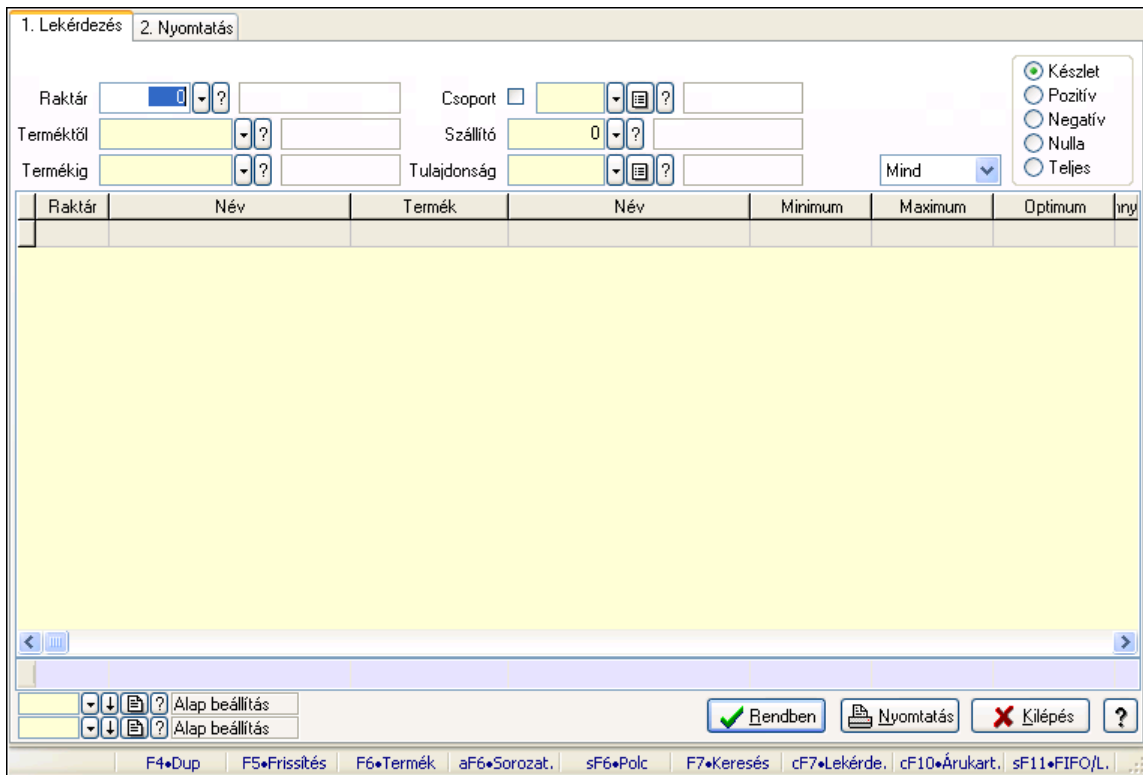 1. Lekérdezés 2. Nyomtatás
Raktár 0 ? Csoport ? Készlet
Pozitív
Terméktől ? Szállító 0 ? Negatív
Nulla
Termékig ? Tulajdonság ? Mind Teljes
Raktár Név Termék Név Minimum Maximum Optimum nny
? Alap beállítás
? Alap beállítás
Rendben Nyomtatás Kilépés ?
F4•Dup F5•Frissítés F6•Termék aF6•Sorozat. sF6•Polc F7•Keresés cF7•Lekérde. cF10•Árukart. sF11•FIFO/L.